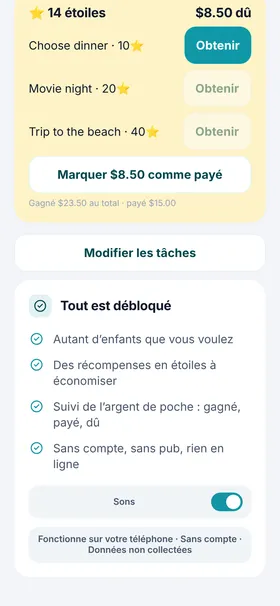 ⭐ 14 étoiles $8.50 dû
Choose dinner · 10⭐ Obtenir
Movie night · 20⭐ Obtenir
Trip to the beach · 40⭐ Obtenir
Marquer $8.50 comme payé
Gagné $23.50 au total · payé $15.00
Modifier les tâches
Tout est débloqué
Autant d'enfants que vous voulez
Des récompenses en étoiles à
économiser
Suivi de l'argent de poche : gagné,
payé, dû
Sans compte, sans pub, rien en
ligne
Sons
Fonctionne sur votre téléphone · Sans compte ·
Données non collectées